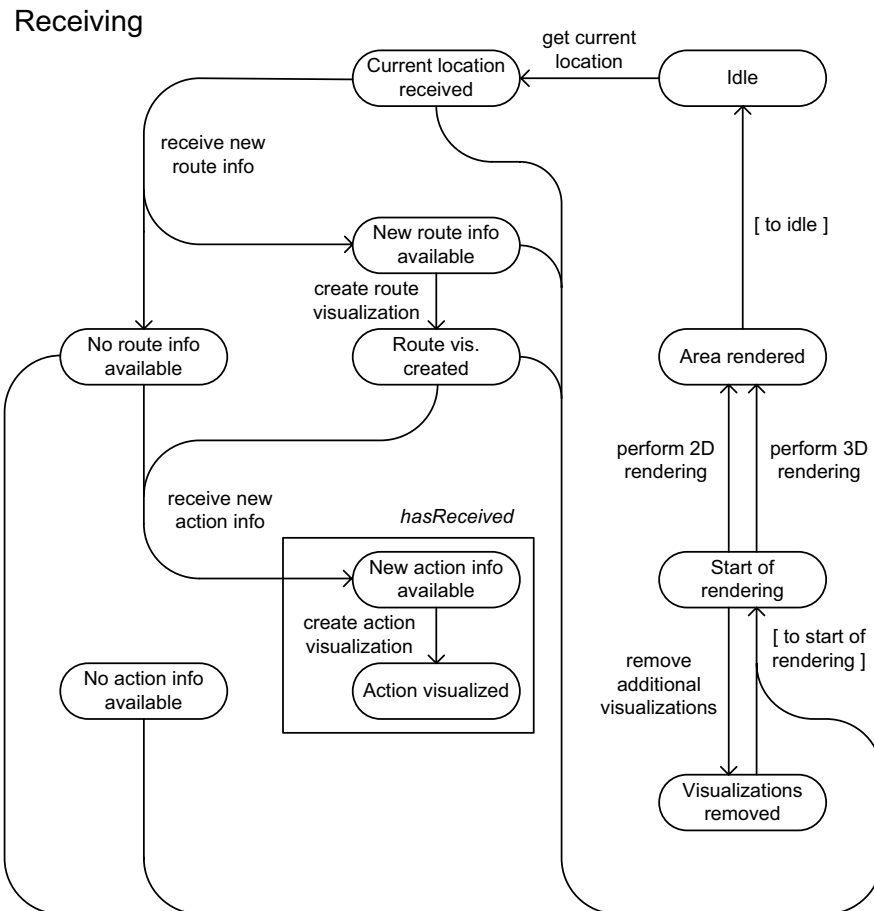 Receiving
get current
location
Current location
received
Idle
receive new
route info
[ to idle ]
New route info
available
create route
visualization
No route info
available
Route vis.
created
Area rendered
perform 2D
rendering
perform 3D
rendering
receive new
action info
hasReceived
New action info
available
Start of
rendering
create action
visualization
[ to start of
rendering ]
remove
additional
visualizations
No action info
available
Action visualized
Visualizations
removed